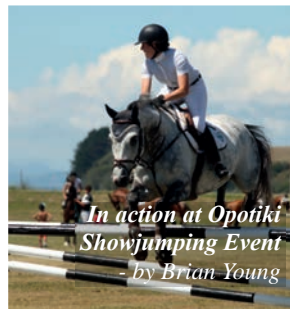 In action at Opotiki
Showjumping Event
- by Brian Young